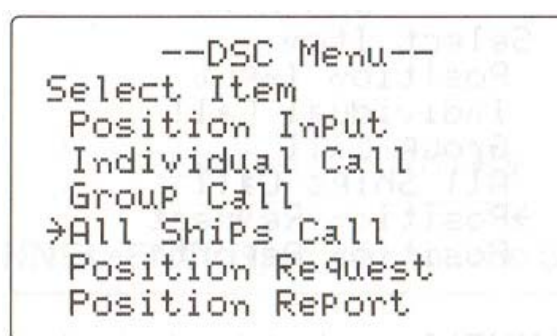 --DSC Menu--
Select Item
Position InPut
Individual Call
GrouP Call
→All ShiPs Call
Position Request
Position RePort